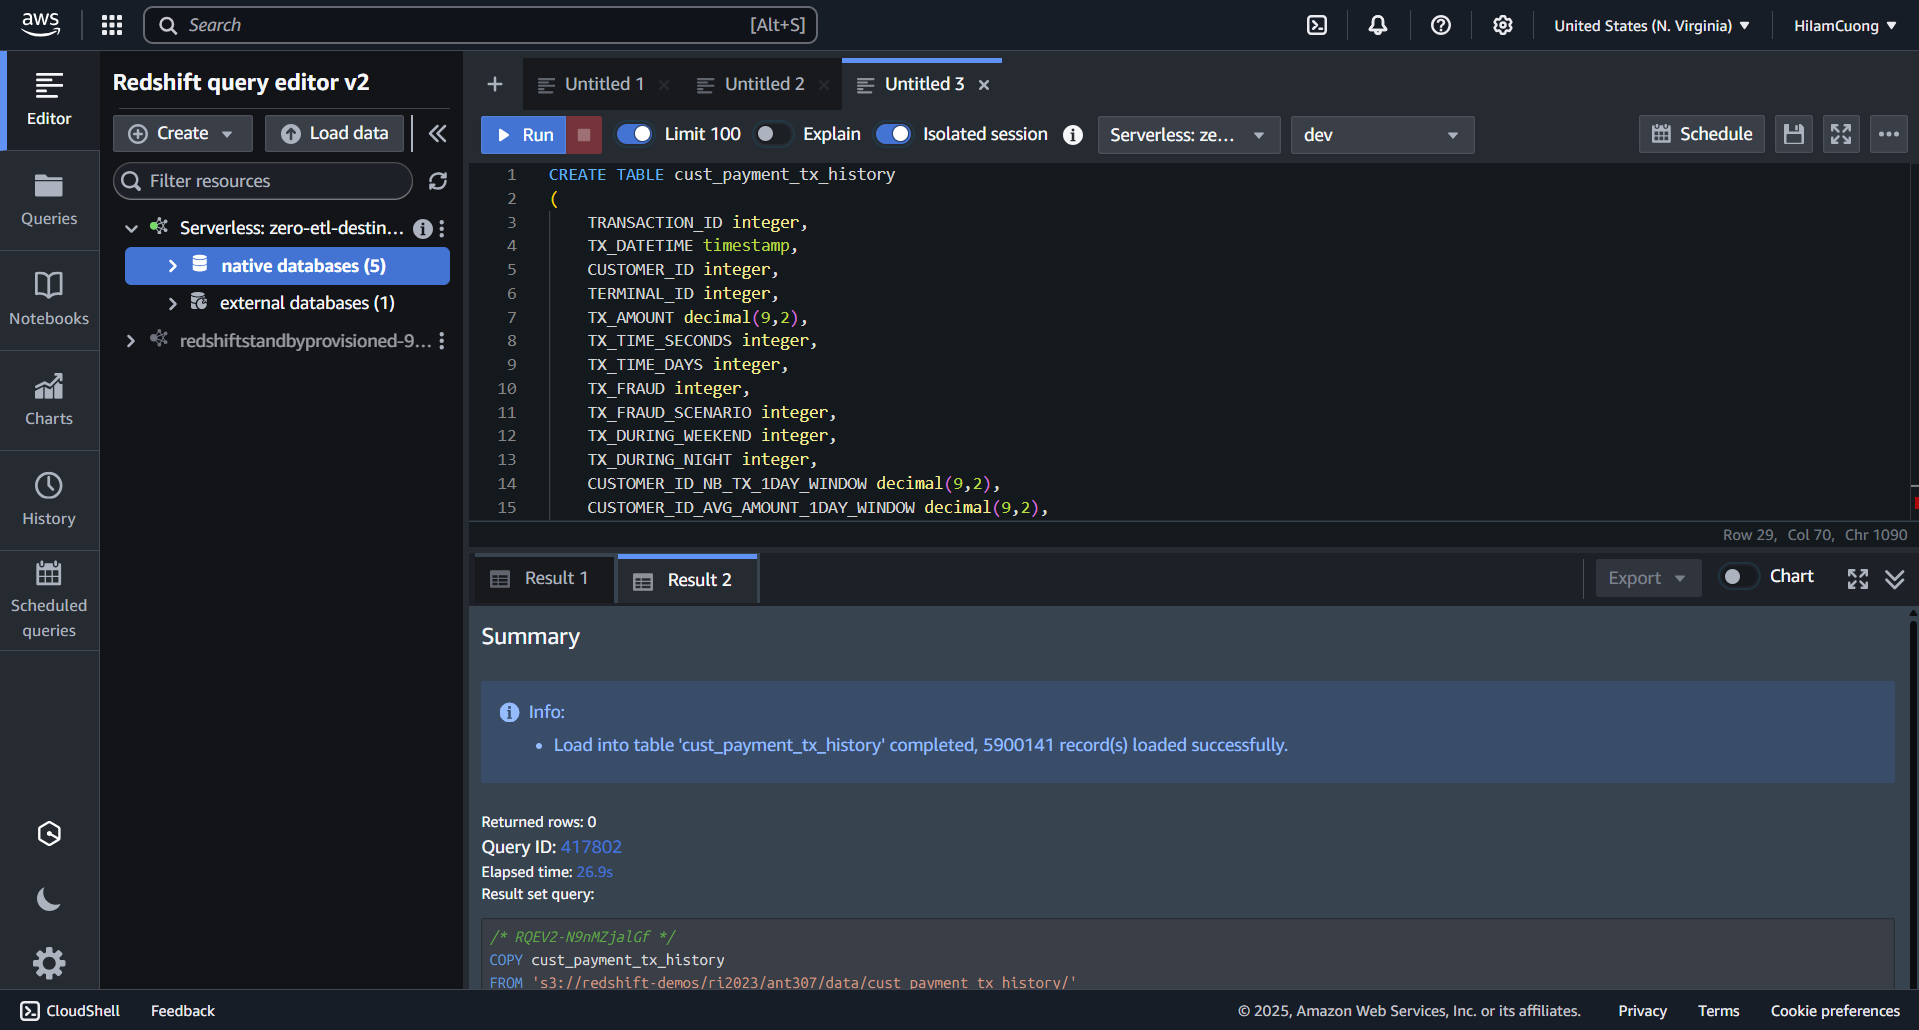 aws
Search [Alt+S]
United States (N. Virginia)
HilamCuong
Editor
Queries
Notebooks
Charts
History
Scheduled queries
Redshift query editor v2
Create
Load data
Filter resources
Serverless: zero-etl-destin...
native databases (5)
external databases (1)
redshiftstandbyprovisioned-9...
Untitled 1
Untitled 2
Untitled 3
Run
Limit 100
Explain
Isolated session
Serverless: ze...
dev
Schedule
1 CREATE TABLE cust_payment_tx_history
2 (
3 TRANSACTION_ID integer,
4 TX_DATETIME timestamp,
5 CUSTOMER_ID integer,
6 TERMINAL_ID integer,
7 TX_AMOUNT decimal(9,2),
8 TX_TIME_SECONDS integer,
9 TX_TIME_DAYS integer,
10 TX_FRAUD integer,
11 TX_FRAUD_SCENARIO integer,
12 TX_DURING_WEEKEND integer,
13 TX_DURING_NIGHT integer,
14 CUSTOMER_ID_NB_TX_1DAY_WINDOW decimal(9,2),
15 CUSTOMER_ID_AVG_AMOUNT_1DAY_WINDOW decimal(9,2),
Row 29, Col 70, Chr 1090
Result 1
Result 2
Export
Chart
Summary
Info:
• Load into table 'cust_payment_tx_history' completed, 5900141 record(s) loaded successfully.
Returned rows: 0
Query ID: 417802
Elapsed time: 26.9s
Result set query:
/* RQEV2-N9nMZjalGf */
COPY cust_payment_tx_history
FROM 's3://redshift-demos/ri2023/ant307/data/cust_payment_tx_history/'
CloudShell
Feedback
© 2025, Amazon Web Services, Inc. or its affiliates.
Privacy
Terms
Cookie preferences